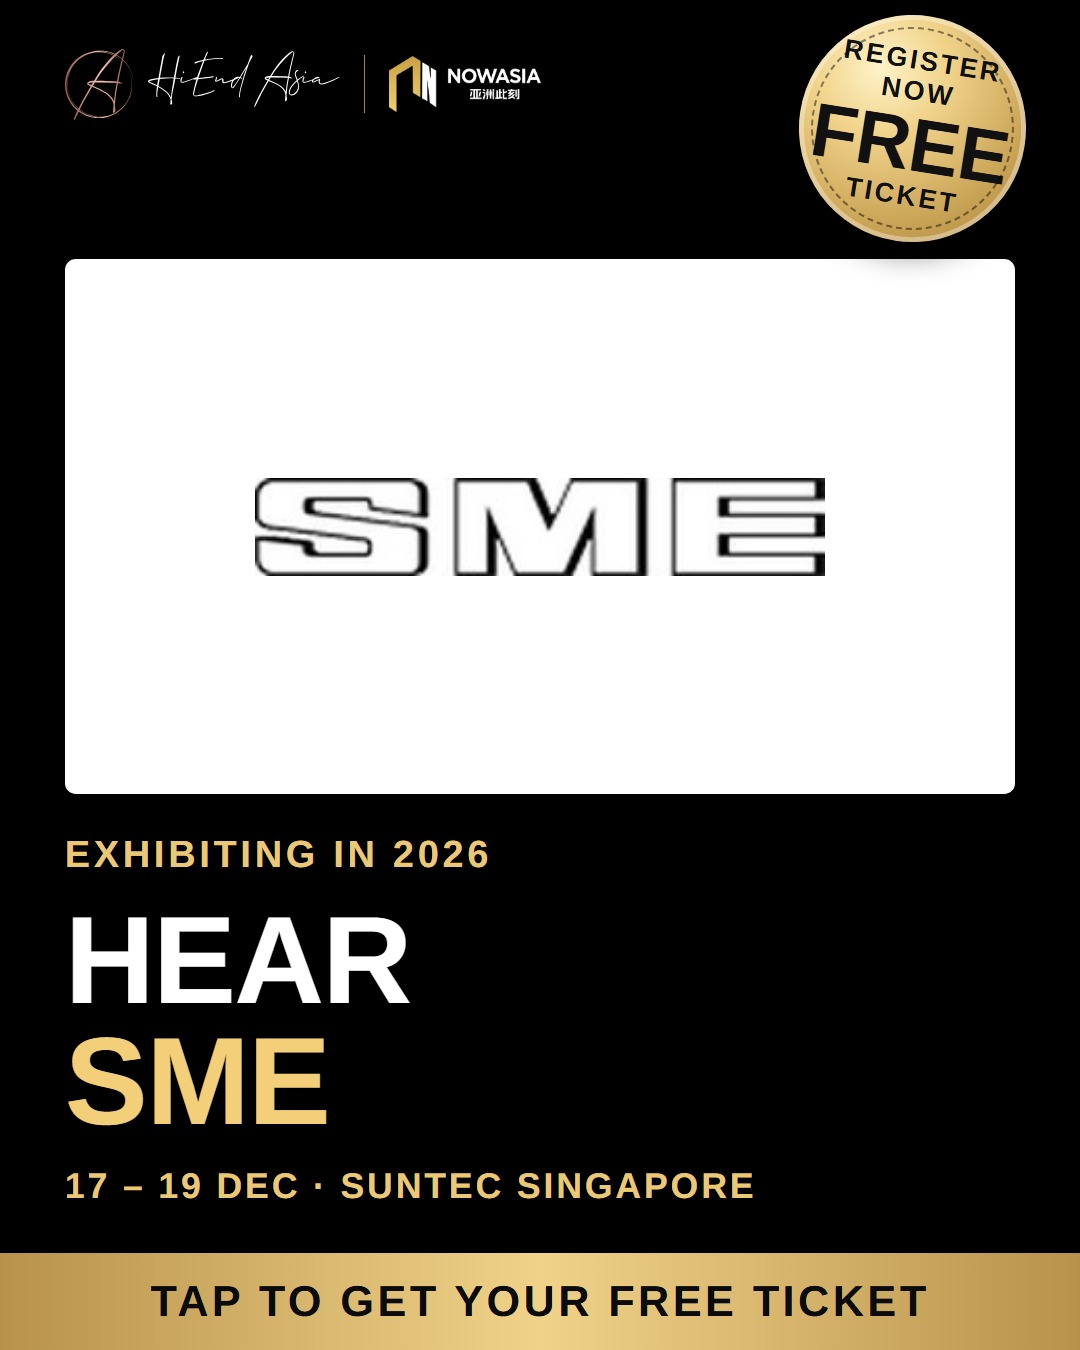 HiEnd Asia
NOWASIA
亚洲此刻
REGISTER
NOW
FREE
TICKET
SME
EXHIBITING IN 2026
HEAR
SME
17 – 19 DEC · SUNTEC SINGAPORE
TAP TO GET YOUR FREE TICKET